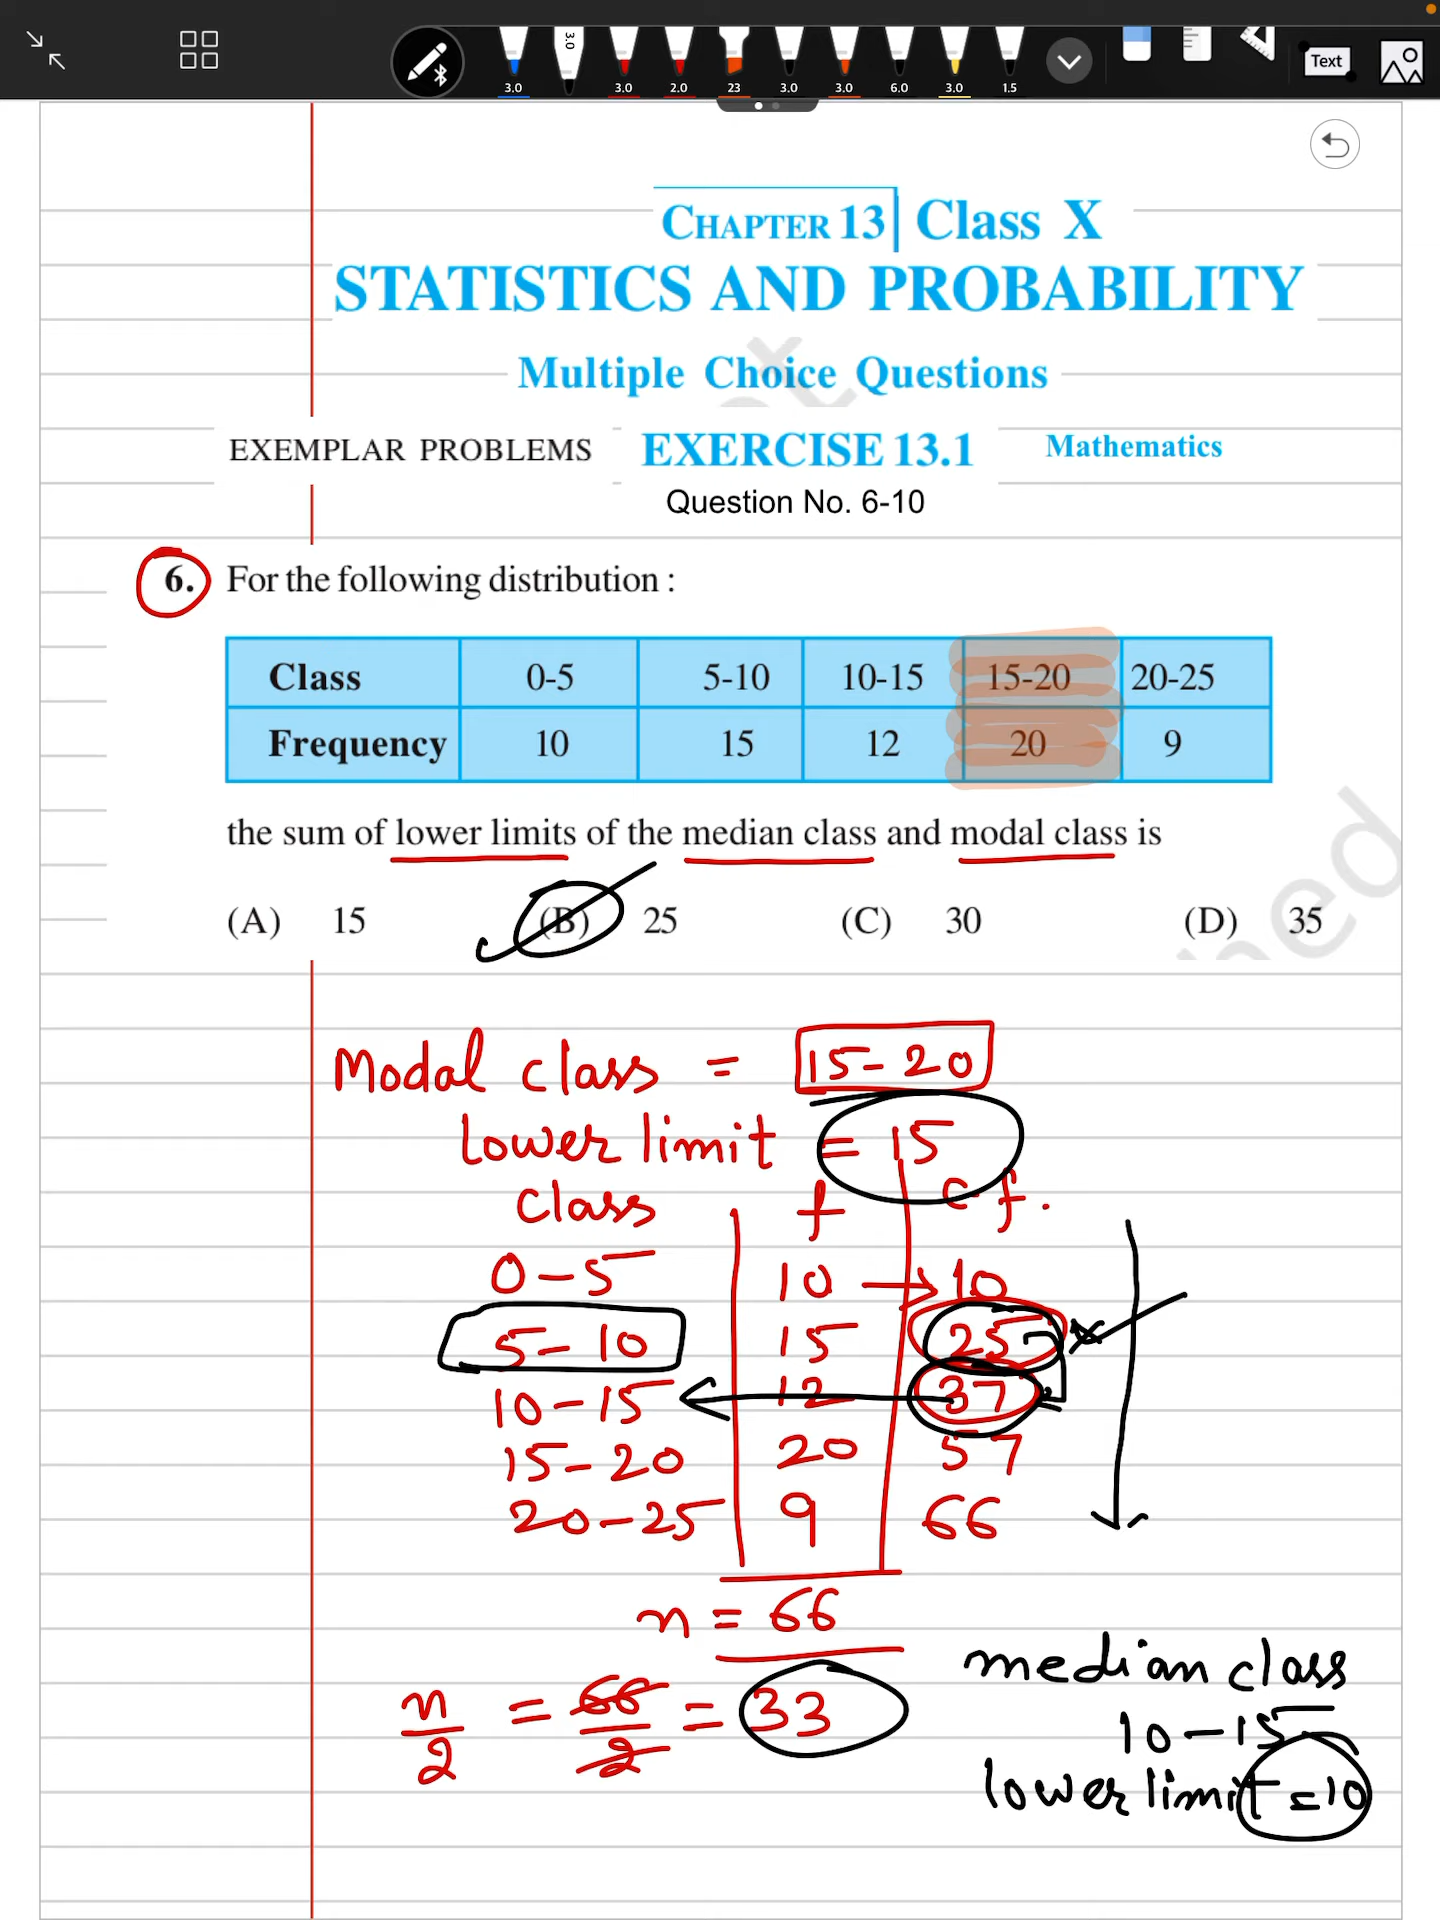 3.0 3.0 3.0 2.0 23 3.0 3.0 6.0 3.0 1.5 Text
CHAPTER 13 Class X
STATISTICS AND PROBABILITY
Multiple Choice Questions
EXEMPLAR PROBLEMS EXERCISE 13.1 Mathematics
Question No. 6-10
6. For the following distribution :
Class 0-5 5-10 10-15 15-20 20-25
Frequency 10 15 12 20 9
the sum of lower limits of the median class and modal class is
(A) 15 (B) 25 (C) 30 (D) 35
Modal class = 15-20
lower limit = 15
class f cf.
0-5 10 → 10
5-10 15 25
10-15 12 37
15-20 20 57
20-25 9 66
n = 66
n/2 = 66/2 = 33
median class
10-15
lower limit = 10